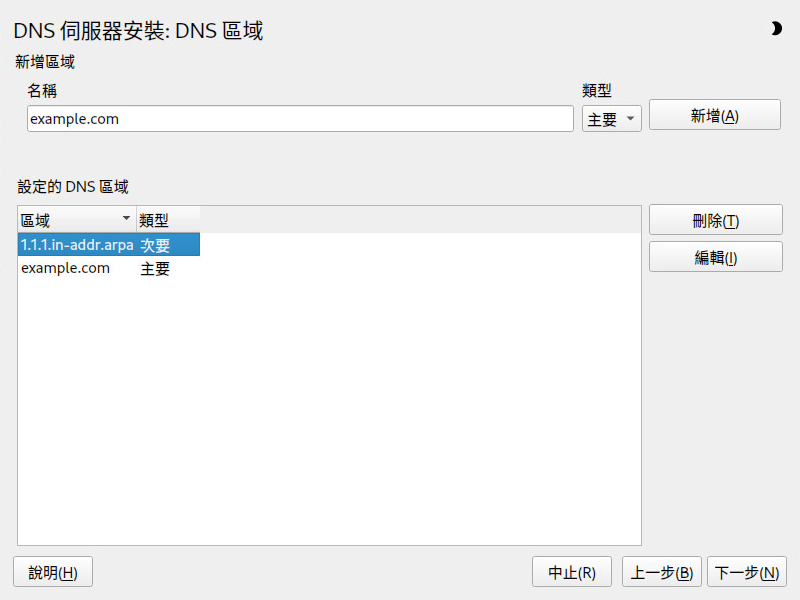 DNS 伺服器安裝: DNS 區域
新增區域
名稱 類型
example.com 主要 新增(A)
設定的 DNS 區域
區域 類型 刪除(T)
1.1.1.in-addr.arpa 次要 編輯(I)
example.com 主要
說明(H) 中止(R) 上一步(B) 下一步(N)